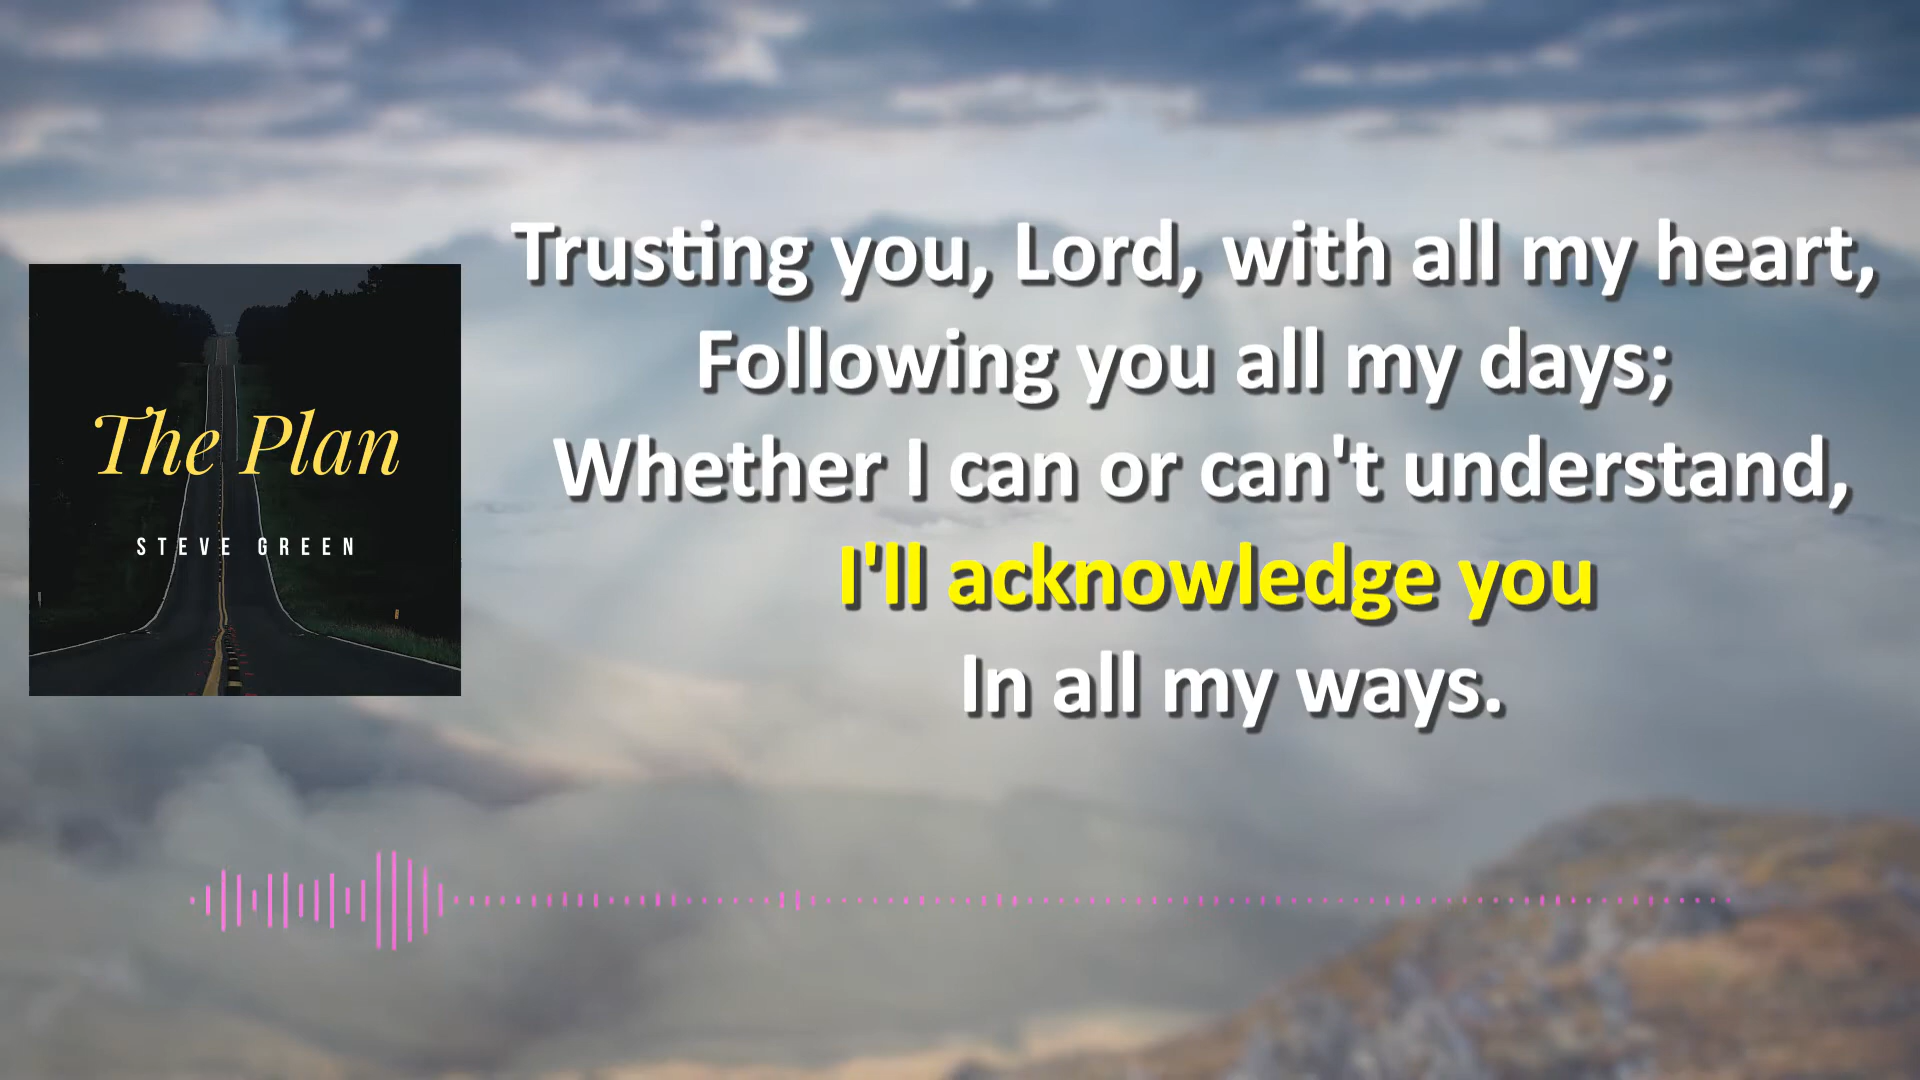 The Plan
STEVE GREEN
Trusting you, Lord, with all my heart,
Following you all my days;
Whether I can or can't understand,
I'll acknowledge you
In all my ways.